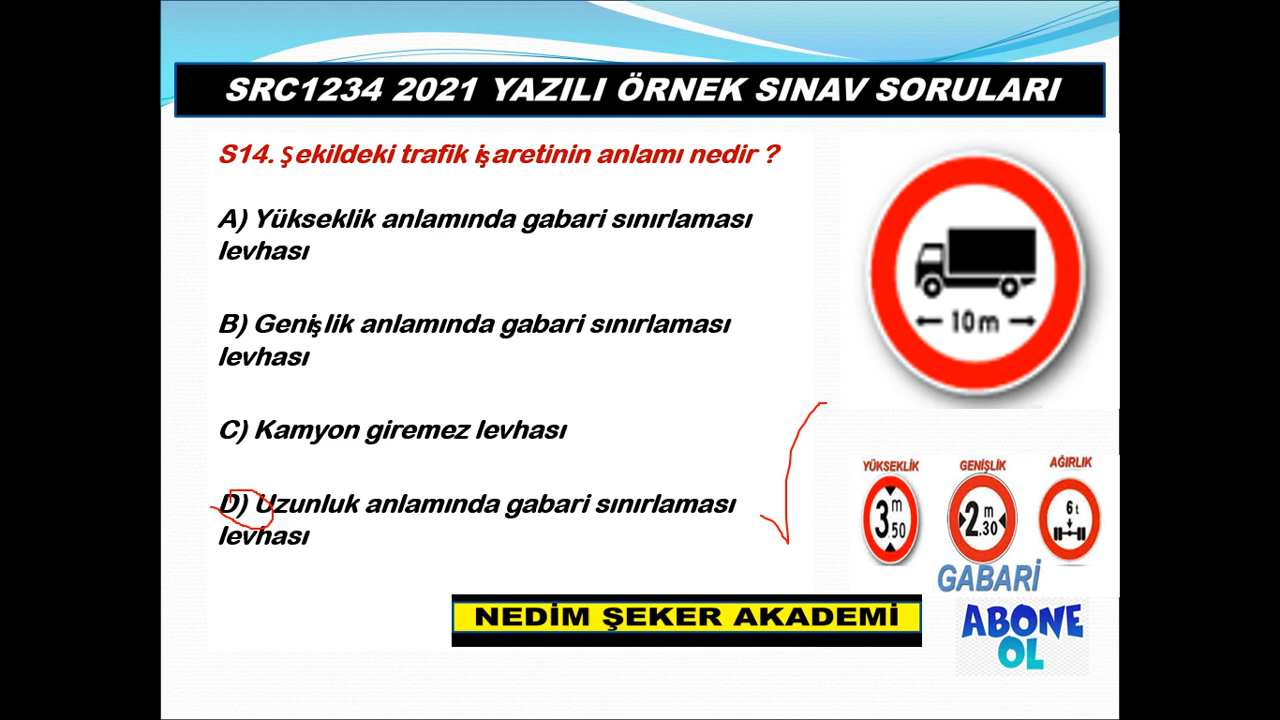 SRC1234 2021 YAZILI ÖRNEK SINAV SORULARI
S14. Şekildeki trafik işaretinin anlamı nedir ?
A) Yükseklik anlamında gabari sınırlaması
levhası
B) Genişlik anlamında gabari sınırlaması
levhası
C) Kamyon giremez levhası
D) Uzunluk anlamında gabari sınırlaması
levhası
10 m
YÜKSEKLİK
GENİŞLİK
AĞIRLIK
3 m .50
2 m .30
6 t
GABARİ
NEDİM ŞEKER AKADEMİ
ABONE
OL